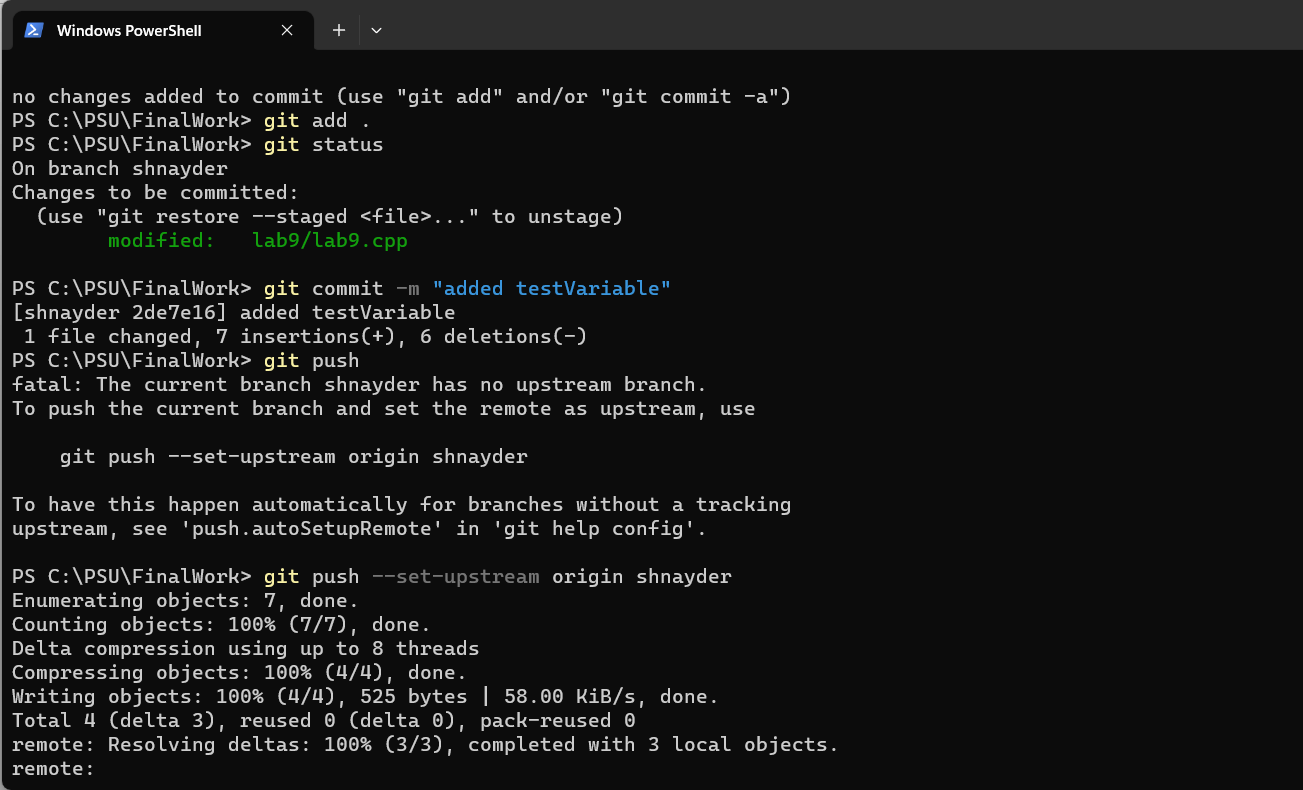 Windows PowerShell
no changes added to commit (use "git add" and/or "git commit -a")
PS C:\PSU\FinalWork> git add .
PS C:\PSU\FinalWork> git status
On branch shnayder
Changes to be committed:
  (use "git restore --staged <file>..." to unstage)
        modified:   lab9/lab9.cpp

PS C:\PSU\FinalWork> git commit -m "added testVariable"
[shnayder 2de7e16] added testVariable
 1 file changed, 7 insertions(+), 6 deletions(-)
PS C:\PSU\FinalWork> git push
fatal: The current branch shnayder has no upstream branch.
To push the current branch and set the remote as upstream, use

    git push --set-upstream origin shnayder

To have this happen automatically for branches without a tracking
upstream, see 'push.autoSetupRemote' in 'git help config'.

PS C:\PSU\FinalWork> git push --set-upstream origin shnayder
Enumerating objects: 7, done.
Counting objects: 100% (7/7), done.
Delta compression using up to 8 threads
Compressing objects: 100% (4/4), done.
Writing objects: 100% (4/4), 525 bytes | 58.00 KiB/s, done.
Total 4 (delta 3), reused 0 (delta 0), pack-reused 0
remote: Resolving deltas: 100% (3/3), completed with 3 local objects.
remote: